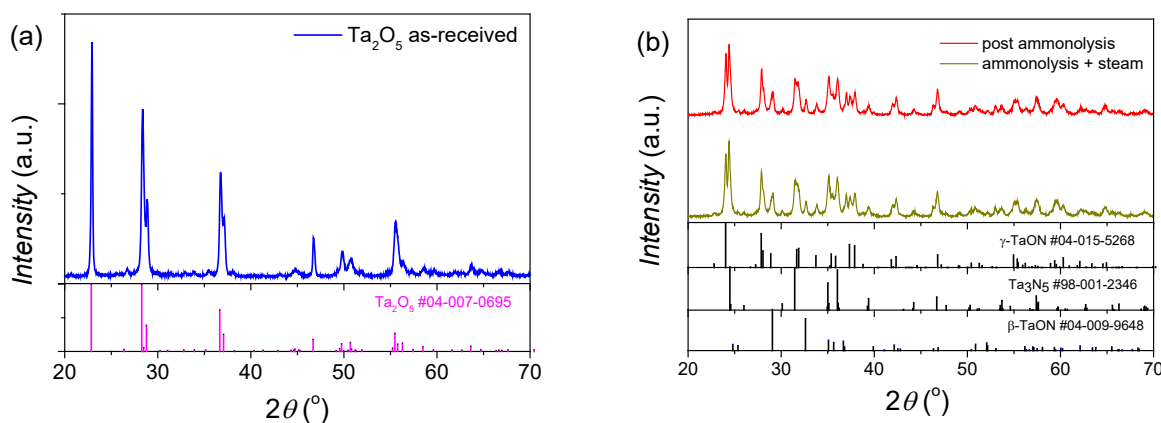 (a)
Ta₂O₅ as-received
Intensity (a.u.)
Ta₂O₅ #04-007-0695
20 30 40 50 60 70
2θ (°)
(b)
post ammonolysis
ammonolysis + steam
Intensity (a.u.)
γ-TaON #04-015-5268
Ta₃N₅ #98-001-2346
β-TaON #04-009-9648
20 30 40 50 60 70
2θ (°)